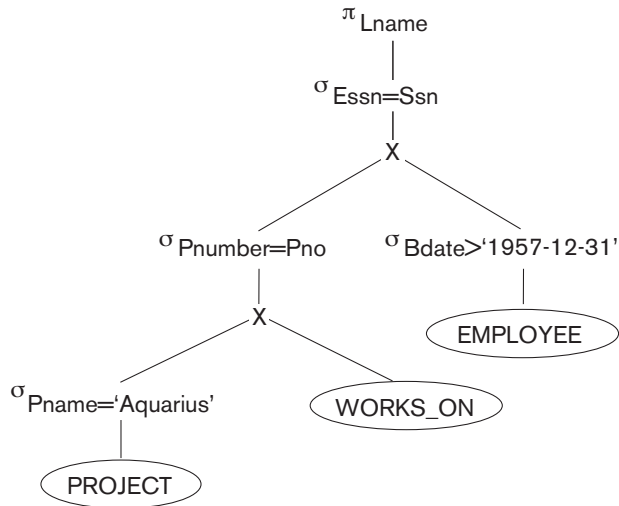 π Lname
σ Essn=Ssn
X
σ Pnumber=Pno
σ Bdate>‘1957-12-31’
X
EMPLOYEE
σ Pname=‘Aquarius’
WORKS_ON
PROJECT